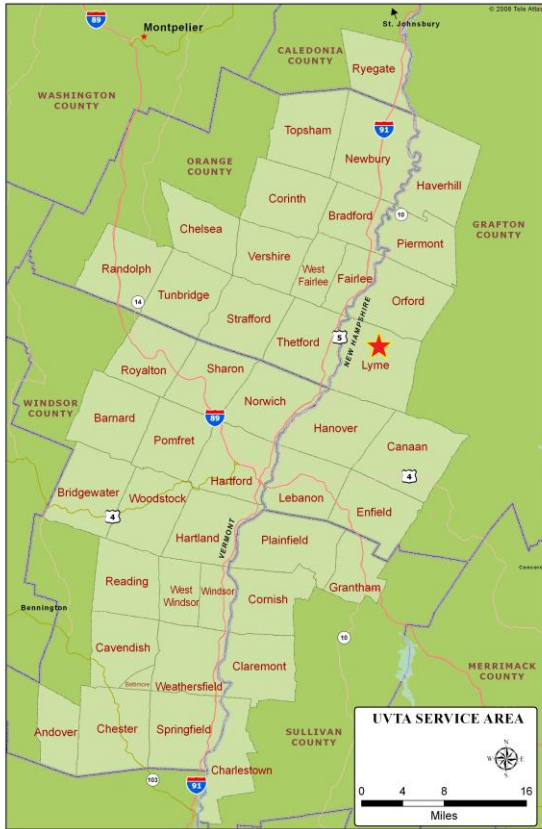 © 2008 Tele Atlas
89
Montpelier
St. Johnsbury
CALEDONIA
COUNTY
Ryegate
WASHINGTON
COUNTY
Topsham
91
Newbury
ORANGE
COUNTY
Haverhill
Corinth
Bradford
10
GRAFTON
COUNTY
Chelsea
Piermont
Vershire
West
Fairlee
Fairlee
Randolph
Tunbridge
14
Orford
Strafford
NEW HAMPSHIRE
Thetford
5
Lyme
Royalton
Sharon
WINDSOR
COUNTY
Norwich
Barnard
89
Hanover
Pomfret
Canaan
4
Hartford
Bridgewater
Woodstock
Lebanon
Enfield
4
Hartland
VERMONT
Plainfield
Concord
Reading
West
Windsor
Windsor
Grantham
Cornish
Bennington
10
Cavendish
Claremont
MERRIMACK
COUNTY
Baltimore
Weathersfield
Andover
Chester
Springfield
SULLIVAN
COUNTY
Charlestown
103
91
UVTA SERVICE AREA
N
W E
S
0 4 8 16
Miles